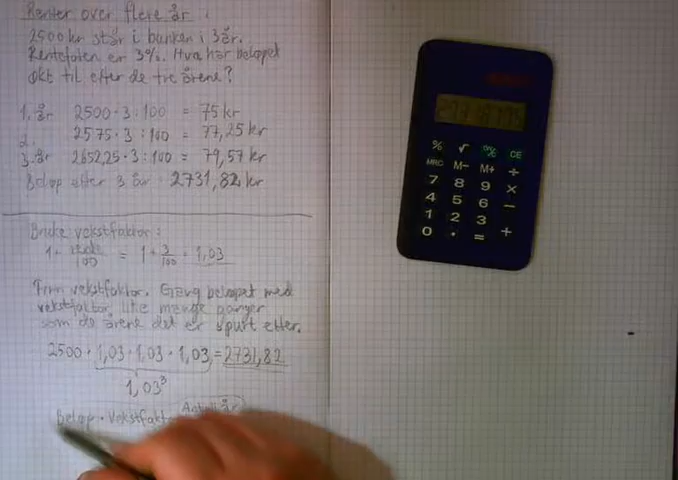 Renter over flere år :
2500 kr står i banken i 3 år.
Rentefoten er 3%. Hva har beløpet
økt til etter de tre årene?
1. år 2500 · 3 : 100 = 75 kr
2. 2575 · 3 : 100 = 77,25 kr
3. år 2652,25 · 3 : 100 = 79,57 kr
Beløp etter 3 år : 2731,82 kr
Bruke vekstfaktor :
1 + rente/100 = 1 + 3/100 = 1,03
Finn vekstfaktor. Gang beløpet med
vekstfaktor like mange ganger
som de årene det er spurt etter.
2500 · 1,03 · 1,03 · 1,03 = 2731,82
1,03³
Antall år
Beløp · Vekstfakt
% √ CE
MRC M- M+ ÷
7 8 9 ×
4 5 6 −
1 2 3 +
0 . =